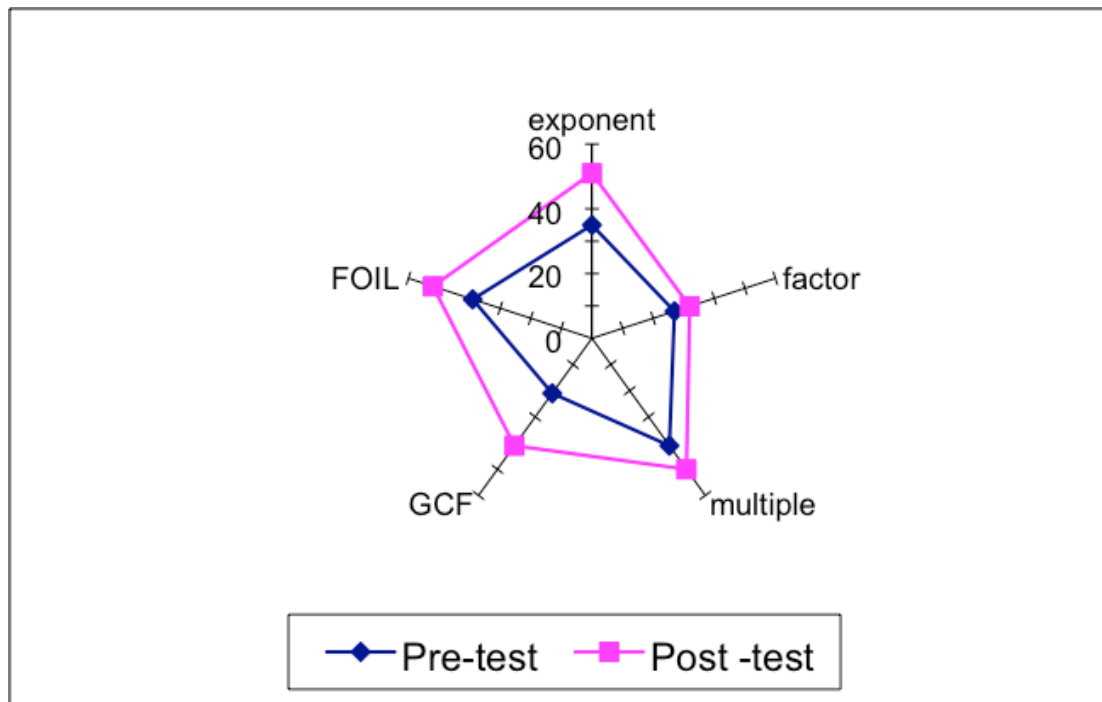 exponent
60
40
20
0
FOIL
factor
GCF
multiple
Pre-test
Post -test